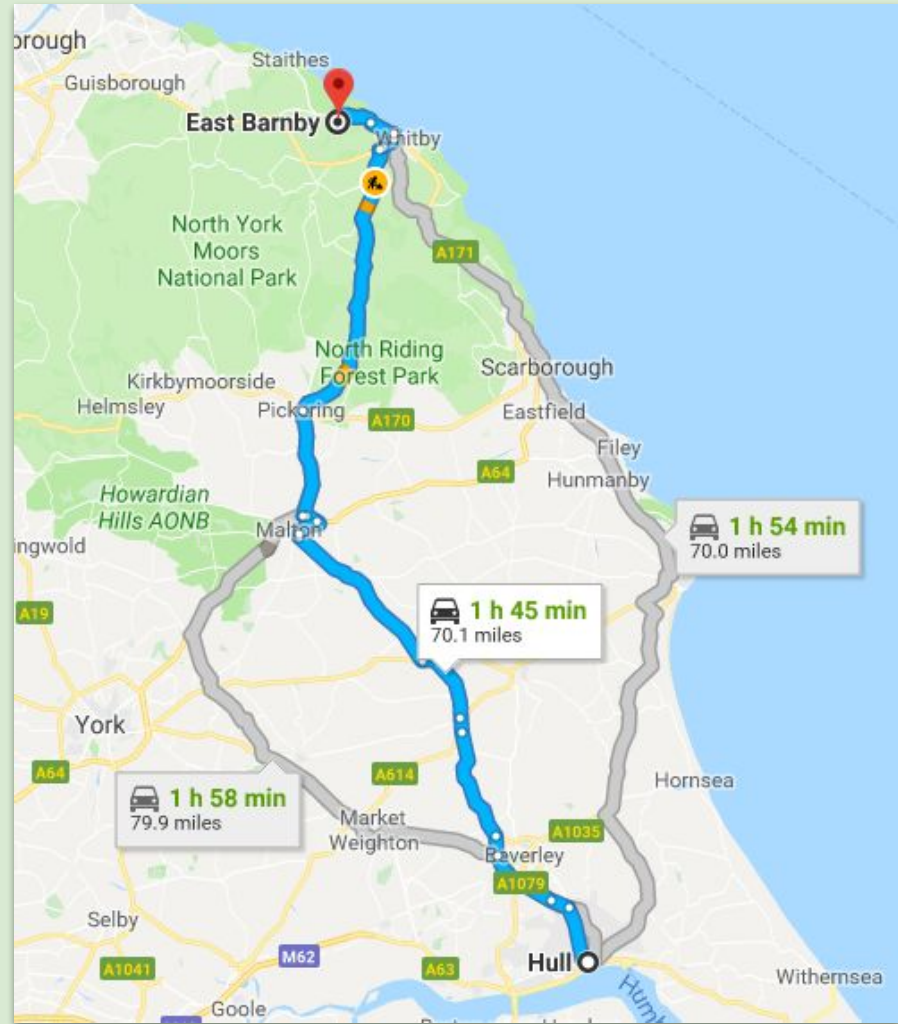 orough
Staithes
Guisborough
East Barnby
Whitby
North York
Moors
National Park
A171
North Riding
Forest Park
Scarborough
Kirkbymoorside
Helmsley
Pickering
A170
Eastfield
Filey
A64
Hunmanby
Howardian
Hills AONB
Malton
ingwold
1 h 54 min
70.0 miles
A19
1 h 45 min
70.1 miles
York
A64
A614
Hornsea
1 h 58 min
79.9 miles
Market
Weighton
A1035
Beverley
A1079
Selby
M62
Hull
A1041
A63
Withernsea
Goole
Humb